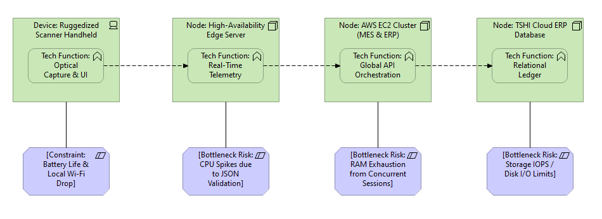 Device: Ruggedized
Scanner Handheld
Tech Function:
Optical
Capture & UI
[Constraint:
Battery Life &
Local Wi-Fi
Drop]
Node: High-Availability
Edge Server
Tech Function:
Real-Time
Telemetry
[Bottleneck Risk:
CPU Spikes due
to JSON
Validation]
Node: AWS EC2 Cluster
(MES & ERP)
Tech Function:
Global API
Orchestration
[Bottleneck Risk:
RAM Exhaustion
from Concurrent
Sessions]
Node: TSHI Cloud ERP
Database
Tech Function:
Relational
Ledger
[Bottleneck Risk:
Storage IOPS /
Disk I/O Limits]